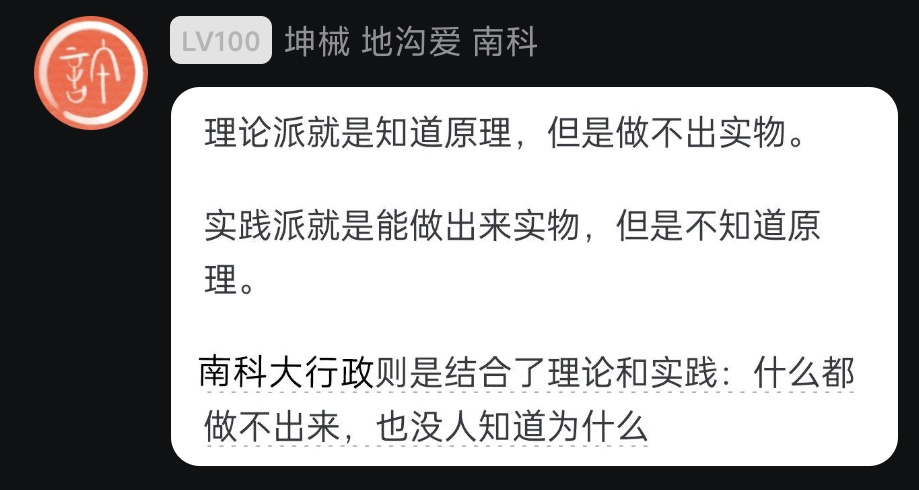 LV100 坤械 地沟爱 南科
理论派就是知道原理，但是做不出实物。
实践派就是能做出来实物，但是不知道原
理。
南科大行政则是结合了理论和实践：什么都
做不出来，也没人知道为什么